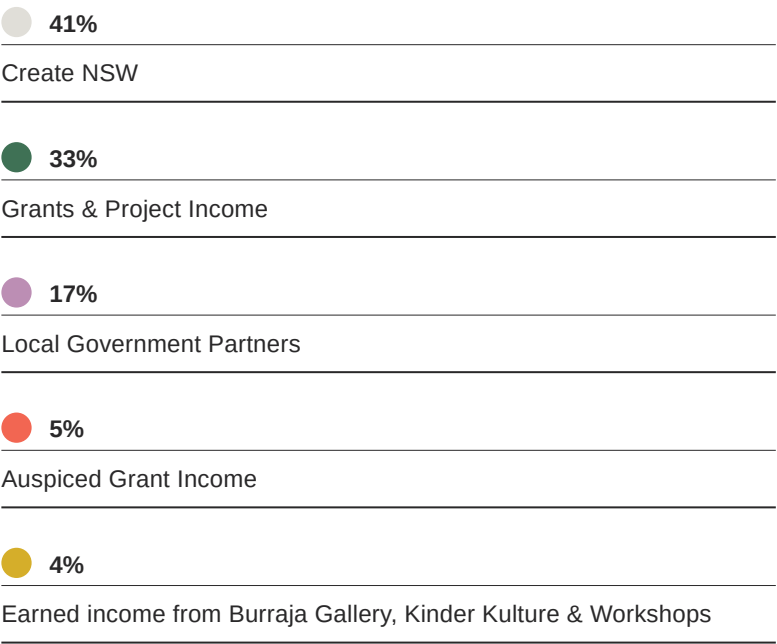 41%
Create NSW
33%
Grants & Project Income
17%
Local Government Partners
5%
Auspiced Grant Income
4%
Earned income from Burraja Gallery, Kinder Kulture & Workshops